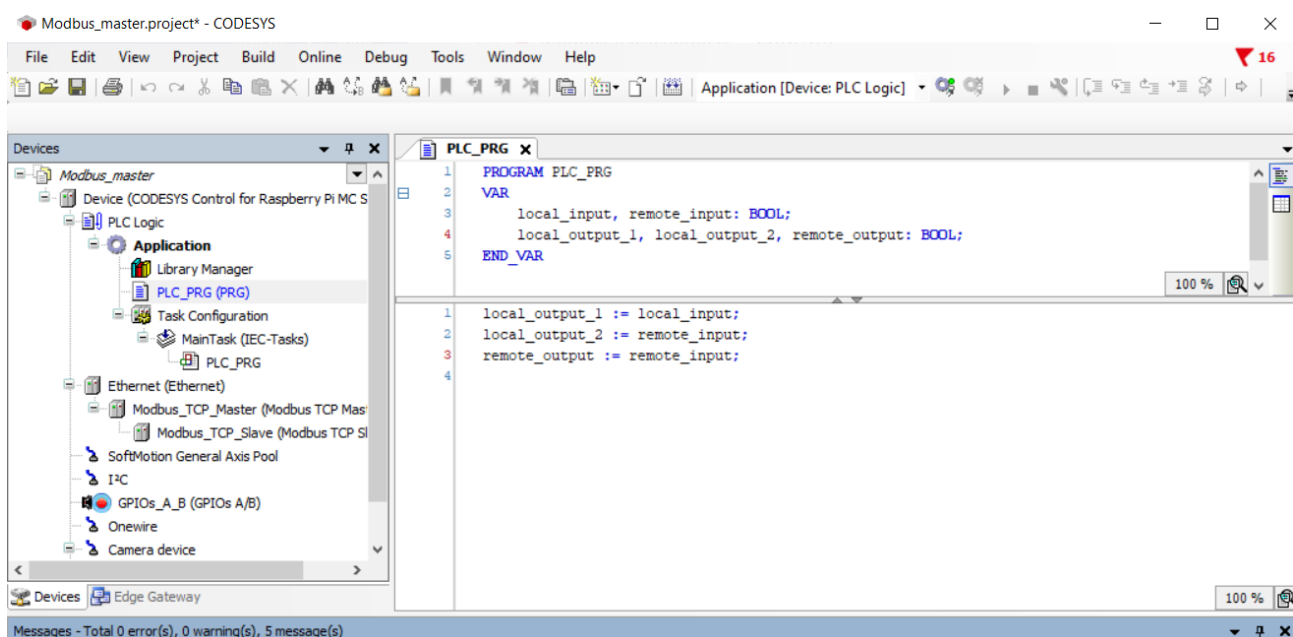 Modbus_master.project* - CODESYS
File Edit View Project Build Online Debug Tools Window Help
16
Application [Device: PLC Logic]
Devices
PLC_PRG
Modbus_master
Device (CODESYS Control for Raspberry Pi MC S
PLC Logic
Application
Library Manager
PLC_PRG (PRG)
Task Configuration
MainTask (IEC-Tasks)
PLC_PRG
Ethernet (Ethernet)
Modbus_TCP_Master (Modbus TCP Mas
Modbus_TCP_Slave (Modbus TCP Sl
SoftMotion General Axis Pool
I²C
GPIOs_A_B (GPIOs A/B)
Onewire
Camera device
Devices Edge Gateway
1 PROGRAM PLC_PRG
2 VAR
3 local_input, remote_input: BOOL;
4 local_output_1, local_output_2, remote_output: BOOL;
5 END_VAR
100 %
1 local_output_1 := local_input;
2 local_output_2 := remote_input;
3 remote_output := remote_input;
4
100 %
Messages - Total 0 error(s), 0 warning(s), 5 message(s)